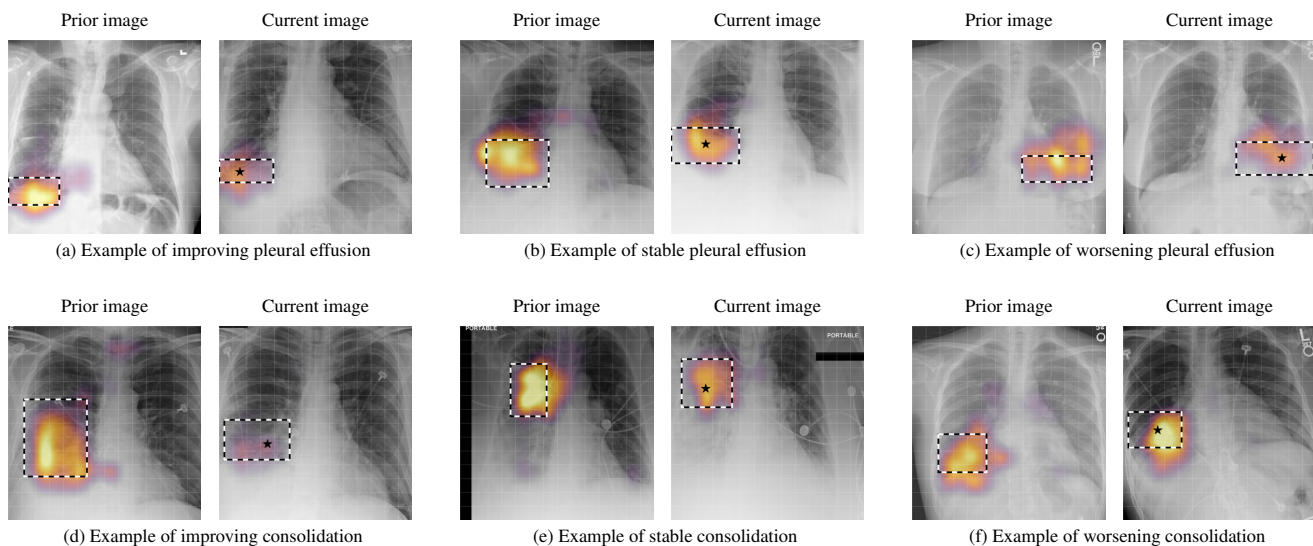 Prior image Current image Prior image Current image Prior image Current image
(a) Example of improving pleural effusion (b) Example of stable pleural effusion (c) Example of worsening pleural effusion
Prior image Current image Prior image Current image Prior image Current image
PORTABLE PORTABLE
(d) Example of improving consolidation (e) Example of stable consolidation (f) Example of worsening consolidation